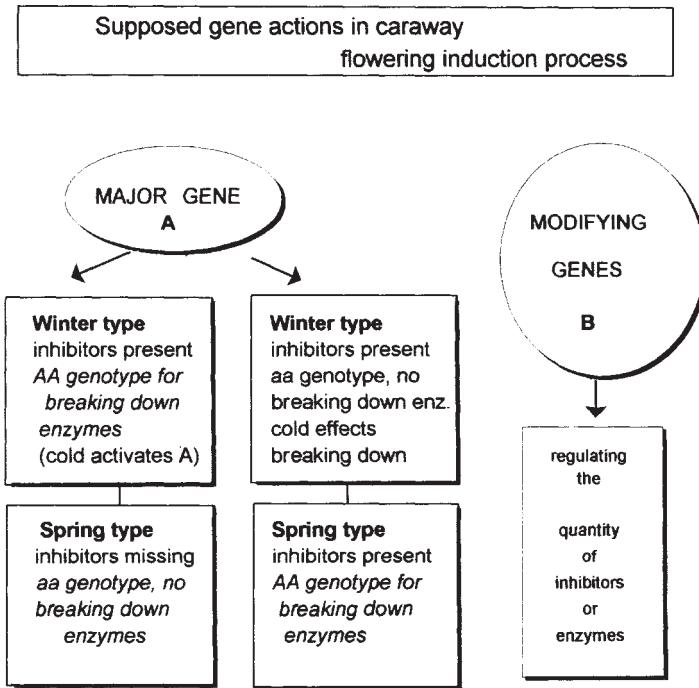 Supposed gene actions in caraway
flowering induction process
MAJOR GENE
A
Winter type
inhibitors present
AA genotype for
breaking down
enzymes
(cold activates A)
Winter type
inhibitors present
aa genotype, no
breaking down enz.
cold effects
breaking down
Spring type
inhibitors missing
aa genotype, no
breaking down
enzymes
Spring type
inhibitors present
AA genotype for
breaking down
enzymes
MODIFYING
GENES
B
regulating
the
quantity
of
inhibitors
or
enzymes